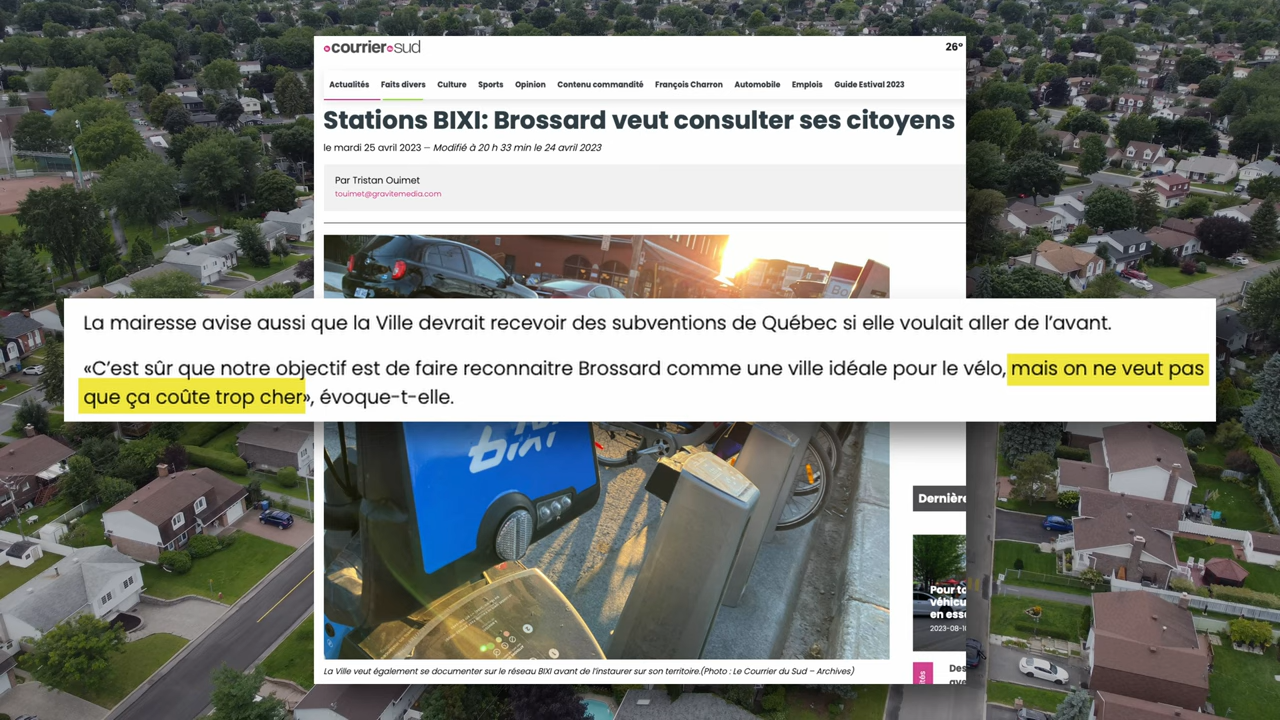 lecourrierdusud
26°
Actualités Faits divers Culture Sports Opinion Contenu commandité François Charron Automobile Emplois Guide Estival 2023
Stations BIXI: Brossard veut consulter ses citoyens
le mardi 25 avril 2023 – Modifié à 20 h 33 min le 24 avril 2023
Par Tristan Ouimet
touimet@gravitemedia.com
La mairesse avise aussi que la Ville devrait recevoir des subventions de Québec si elle voulait aller de l’avant.
«C’est sûr que notre objectif est de faire reconnaitre Brossard comme une ville idéale pour le vélo, mais on ne veut pas
que ça coûte trop cher», évoque-t-elle.
bixi
Dernière
Pour to
véhicu
en esse
2023-08-1
Des
ave
La Ville veut également se documenter sur le réseau BIXI avant de l’instaurer sur son territoire.(Photo : Le Courrier du Sud – Archives)